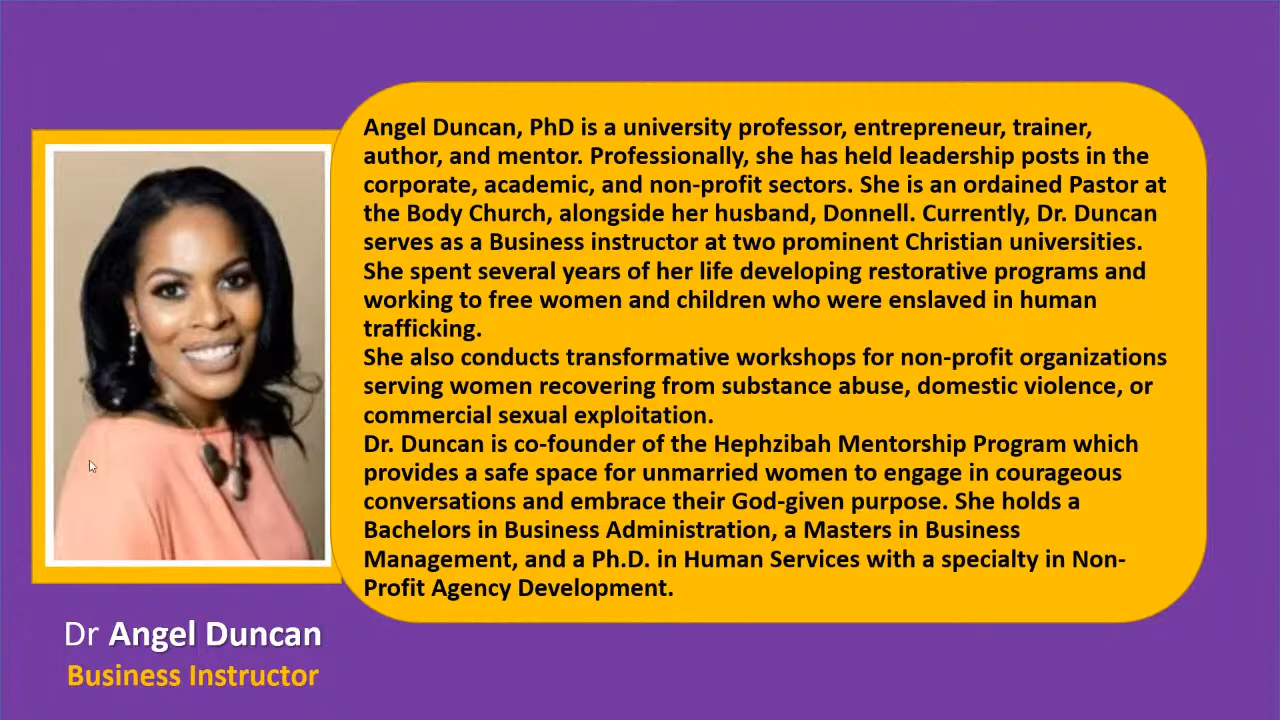 Angel Duncan, PhD is a university professor, entrepreneur, trainer,
author, and mentor. Professionally, she has held leadership posts in the
corporate, academic, and non-profit sectors. She is an ordained Pastor at
the Body Church, alongside her husband, Donnell. Currently, Dr. Duncan
serves as a Business instructor at two prominent Christian universities.
She spent several years of her life developing restorative programs and
working to free women and children who were enslaved in human
trafficking.
She also conducts transformative workshops for non-profit organizations
serving women recovering from substance abuse, domestic violence, or
commercial sexual exploitation.
Dr. Duncan is co-founder of the Hephzibah Mentorship Program which
provides a safe space for unmarried women to engage in courageous
conversations and embrace their God-given purpose. She holds a
Bachelors in Business Administration, a Masters in Business
Management, and a Ph.D. in Human Services with a specialty in Non-
Profit Agency Development.
Dr Angel Duncan
Business Instructor